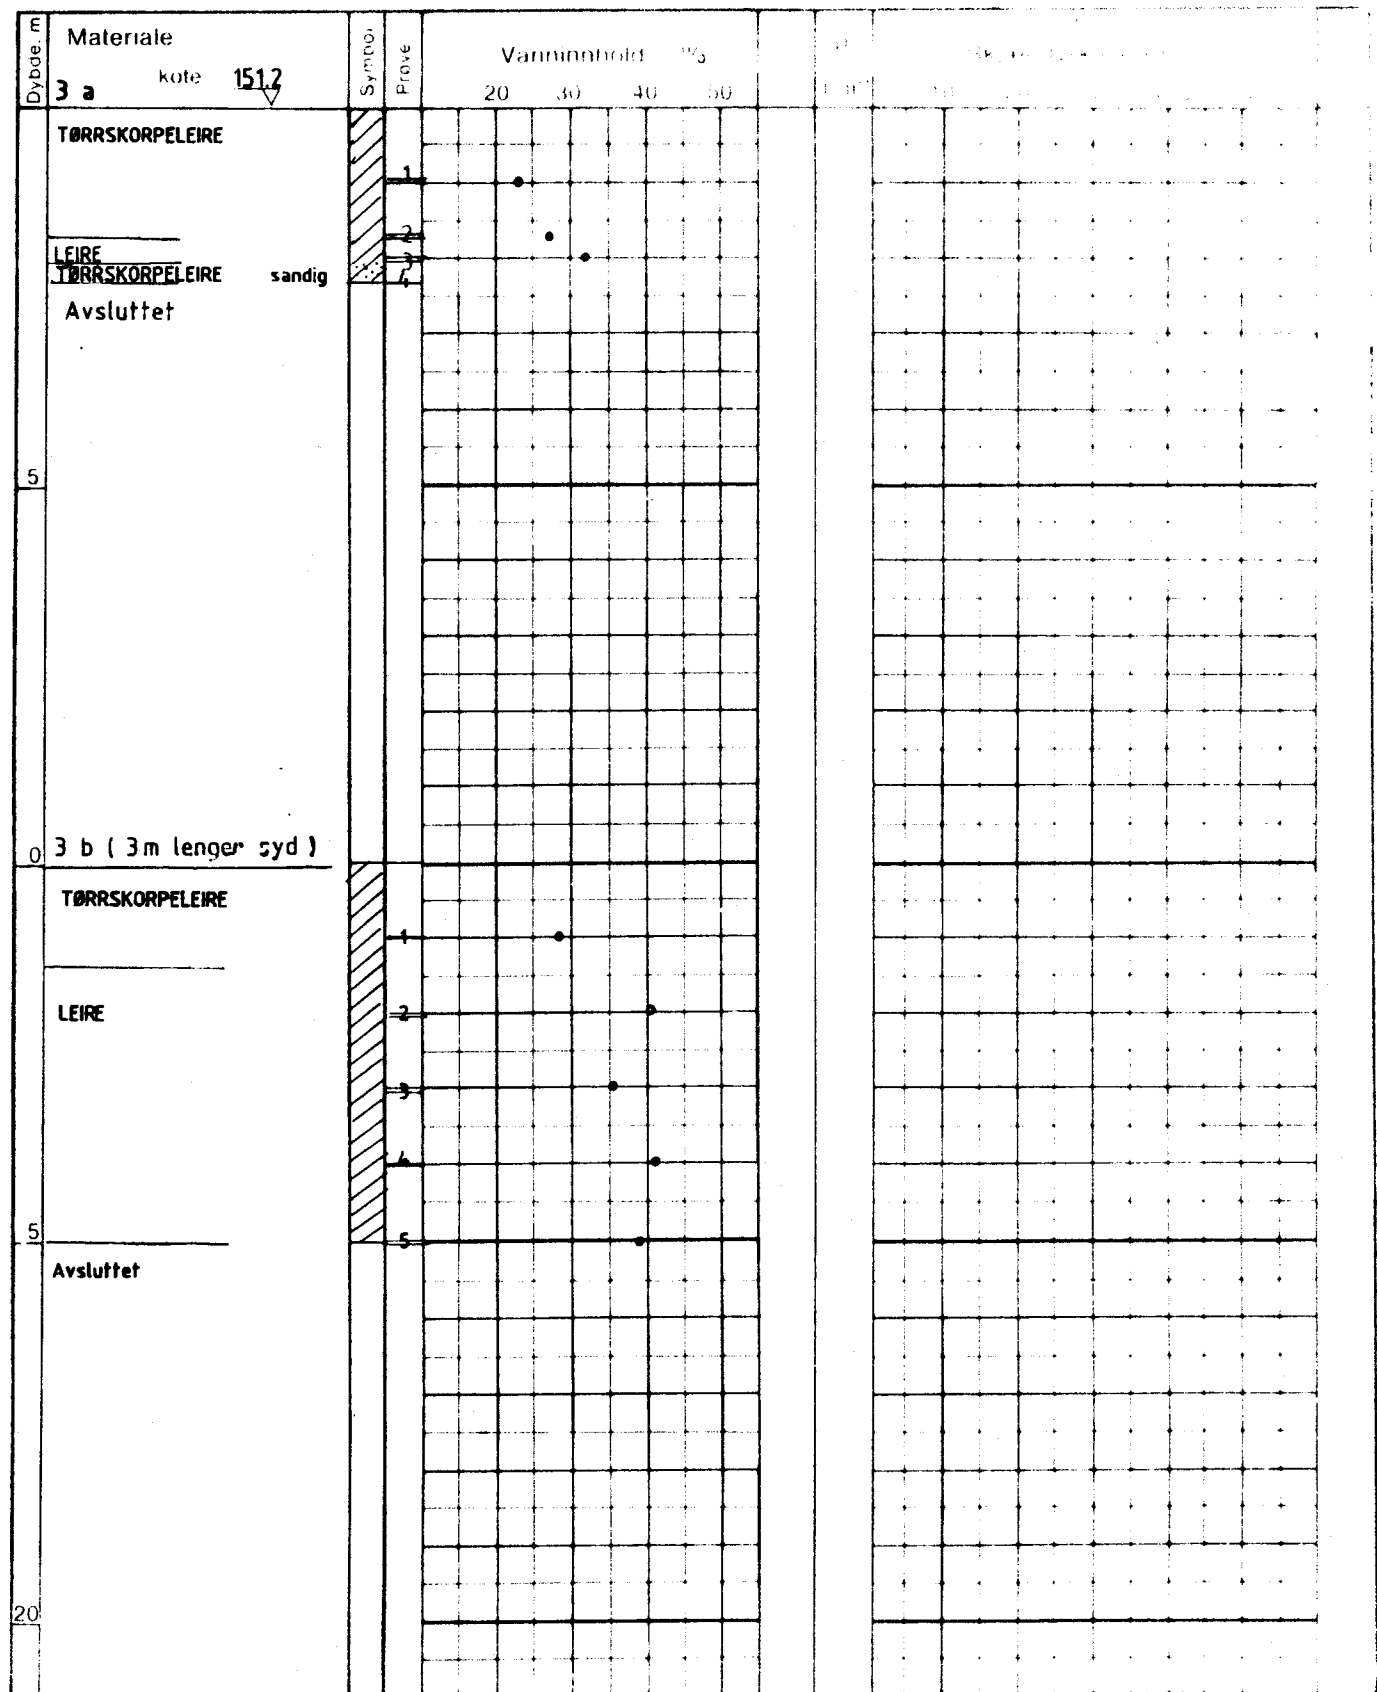 Dybde. m
Materiale
kote 151.2
3 a
Symbol
Prøve
Vanninnhold %
20 30 40 50
TØRRSKORPELEIRE
1
2
LEIRE
3
TØRRSKORPELEIRE sandig
4
Avsluttet
5
3 b ( 3m lenger syd )
0
TØRRSKORPELEIRE
1
LEIRE
2
3
4
5
5
Avsluttet
20